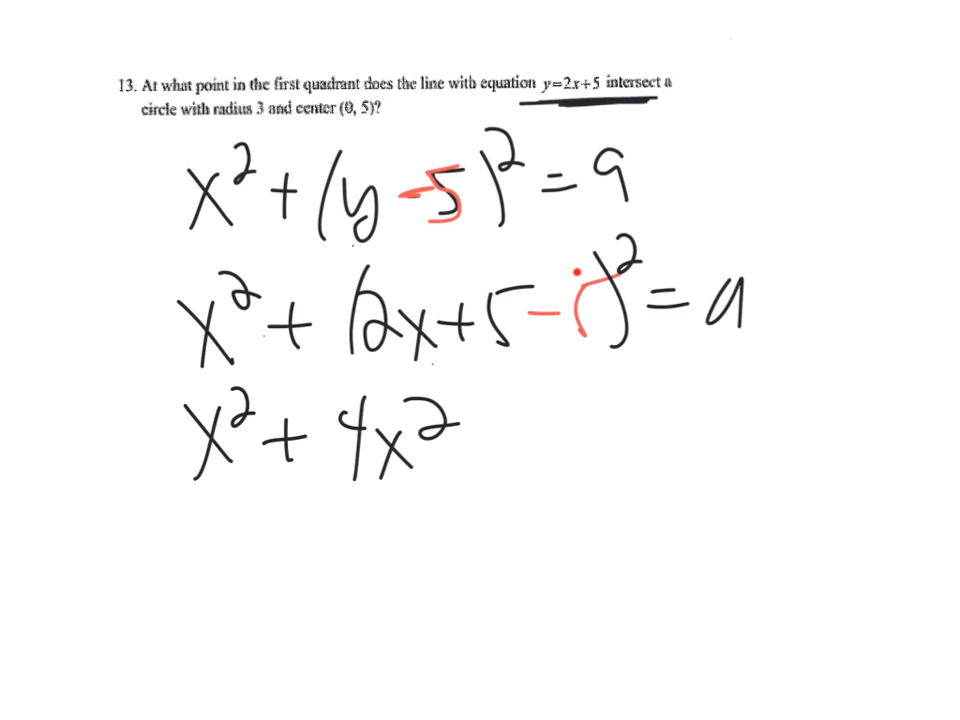 13. At what point in the first quadrant does the line with equation y=2x+5 intersect a
circle with radius 3 and center (0, 5)?
x² + (y - 5)² = 9
x² + (2x + 5 -)² = 9
x² + 4x²